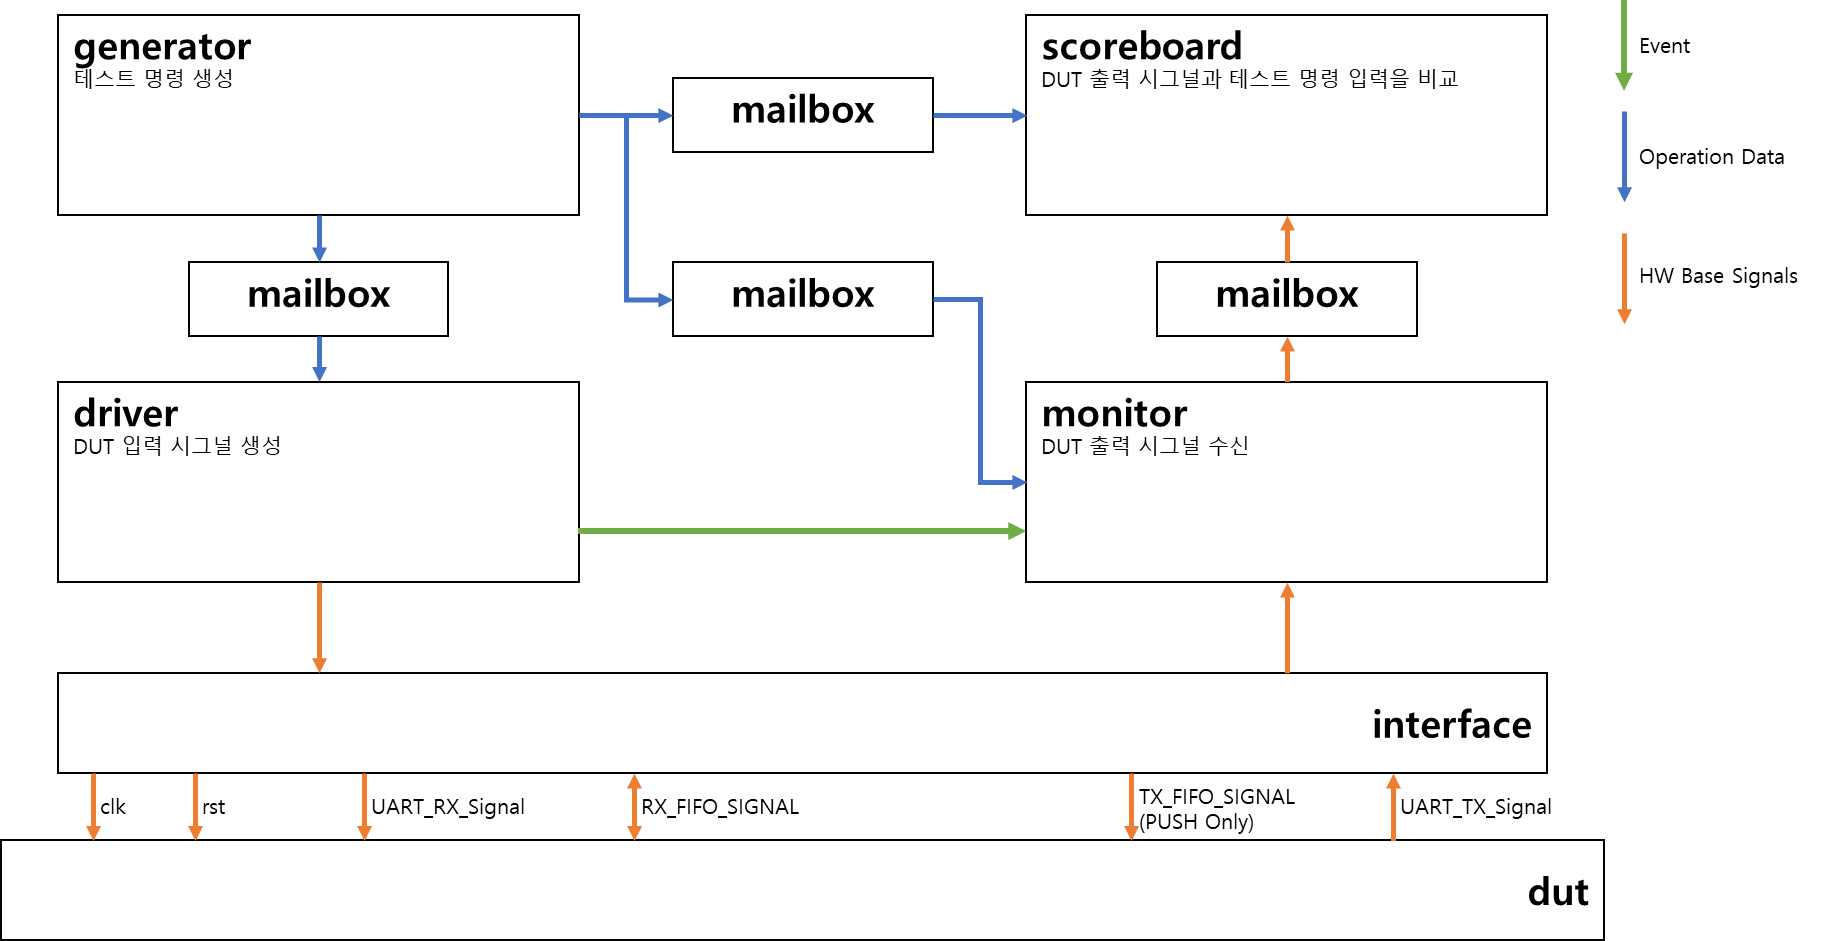 generator
테스트 명령 생성
mailbox
scoreboard
DUT 출력 시그널과 테스트 명령 입력을 비교
Event
Operation Data
HW Base Signals
mailbox
mailbox
mailbox
driver
DUT 입력 시그널 생성
monitor
DUT 출력 시그널 수신
interface
clk
rst
UART_RX_Signal
RX_FIFO_SIGNAL
TX_FIFO_SIGNAL
(PUSH Only)
UART_TX_Signal
dut